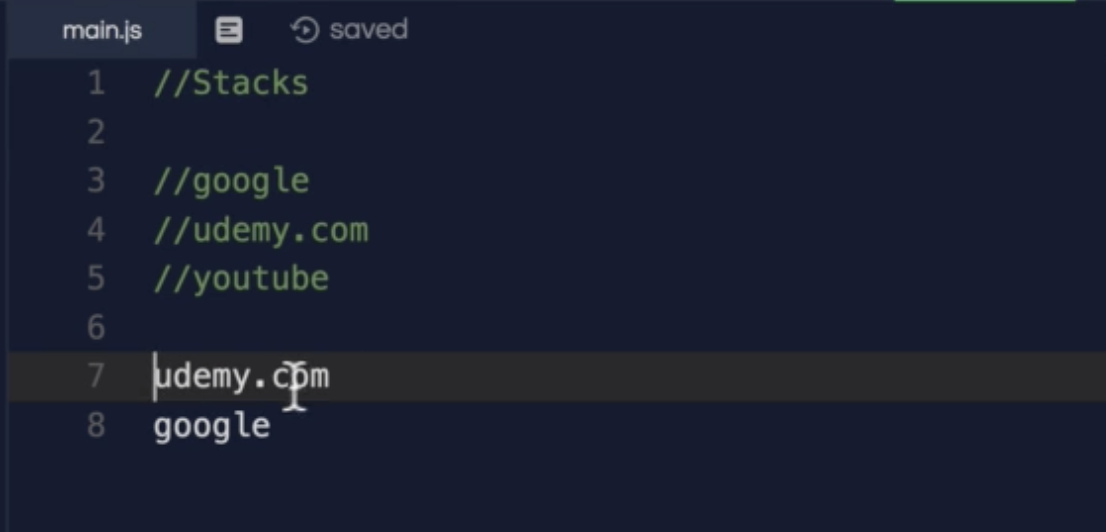 main.js saved
1 //Stacks
2
3 //google
4 //udemy.com
5 //youtube
6
7 udemy.com
8 google